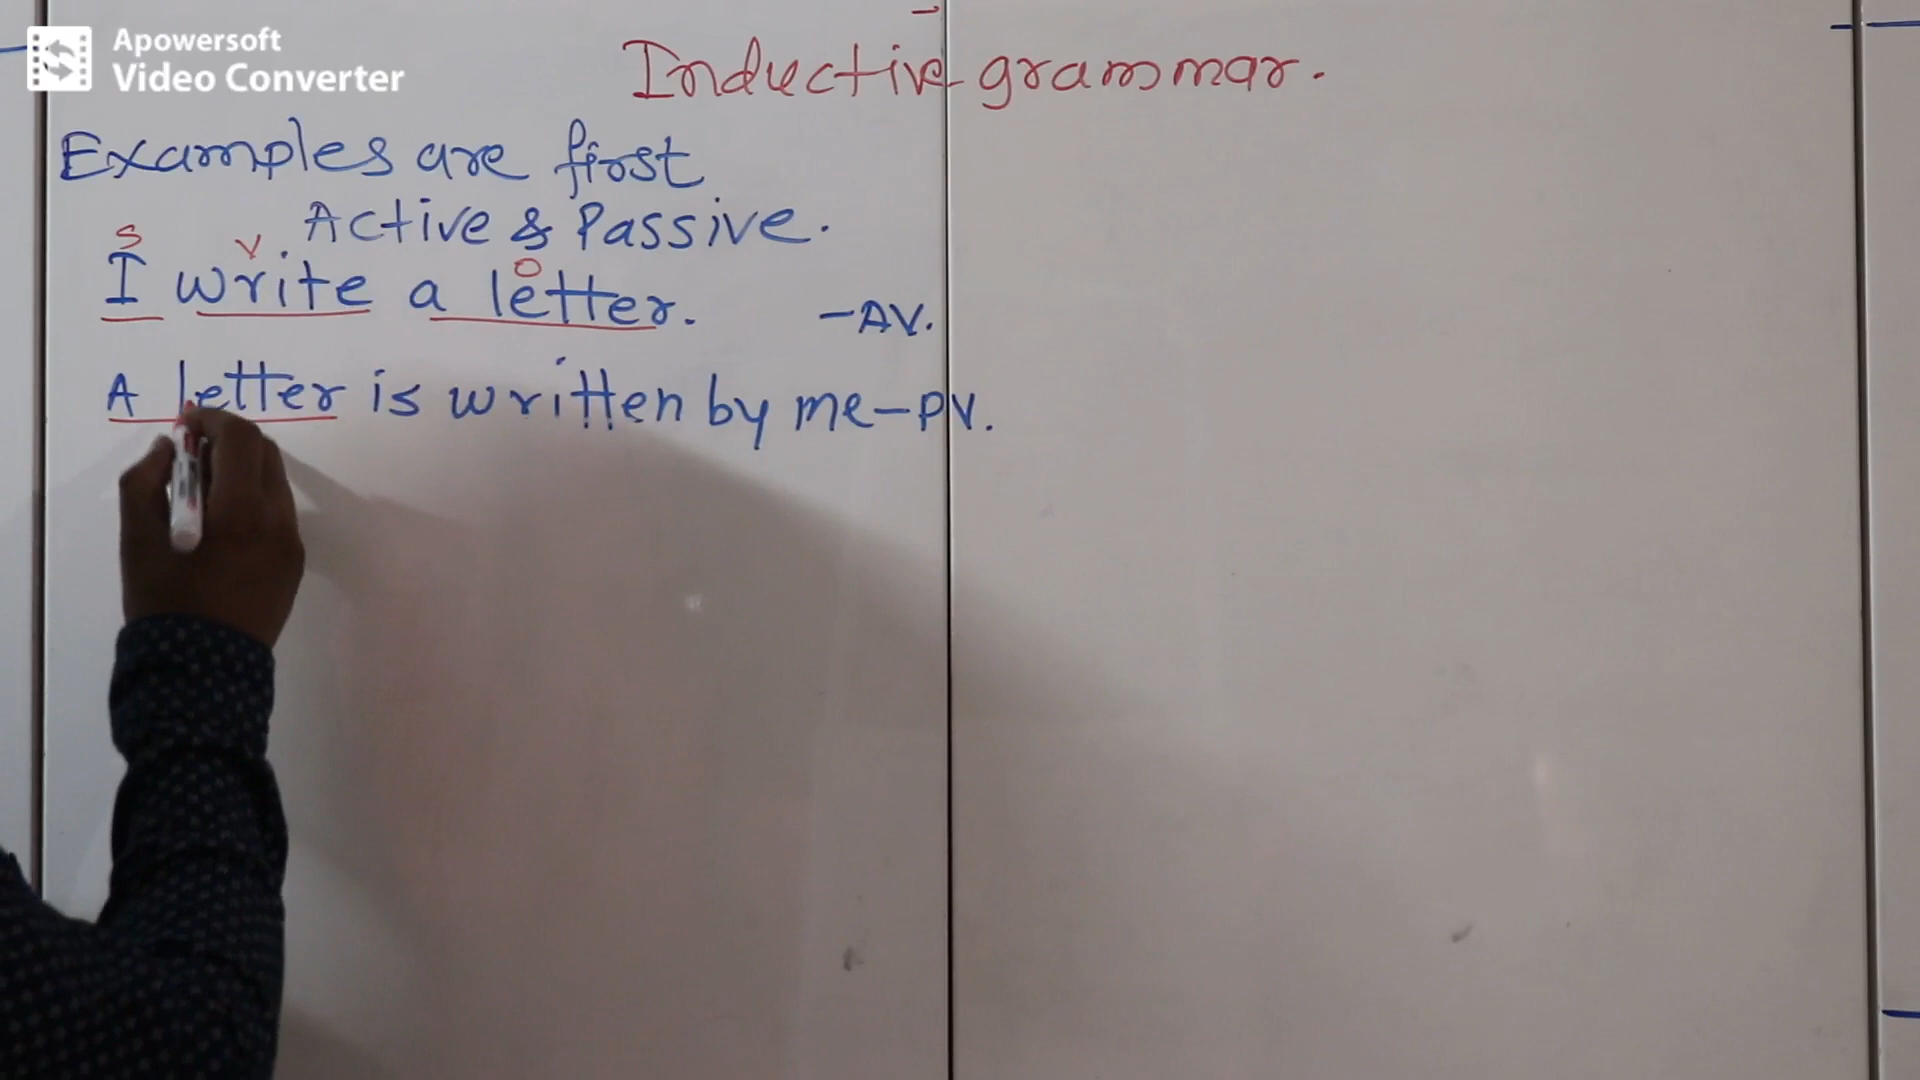 Apowersoft
Video Converter
Inductive grammar.
Examples are first
Active & Passive.
S V O
I write a letter. -AV.
A letter is written by me-PV.